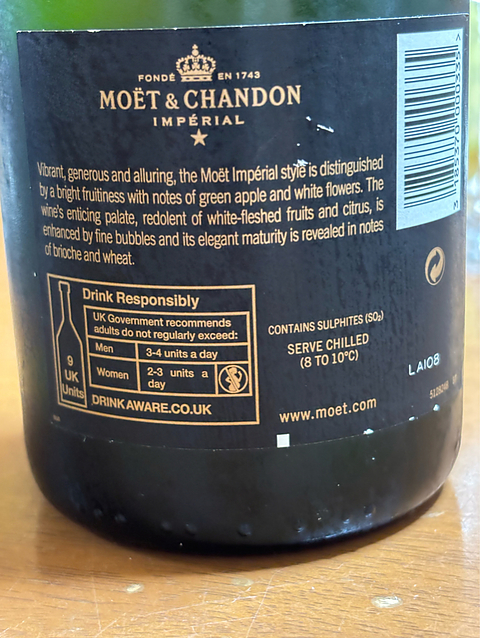 FONDÉ EN 1743
MOËT & CHANDON
IMPÉRIAL
Vibrant, generous and alluring, the Moët Impérial style is distinguished
by a bright fruitiness with notes of green apple and white flowers. The
wine's enticing palate, redolent of white-fleshed fruits and citrus, is
enhanced by fine bubbles and its elegant maturity is revealed in notes
of brioche and wheat.
Drink Responsibly
UK Government recommends
adults do not regularly exceed:
Men 3-4 units a day
Women 2-3 units a
day
9
UK
Units
DRINKAWARE.CO.UK
CONTAINS SULPHITES (SO₂)
SERVE CHILLED
(8 TO 10°C)
www.moet.com
LA108
3 185370 000335 >